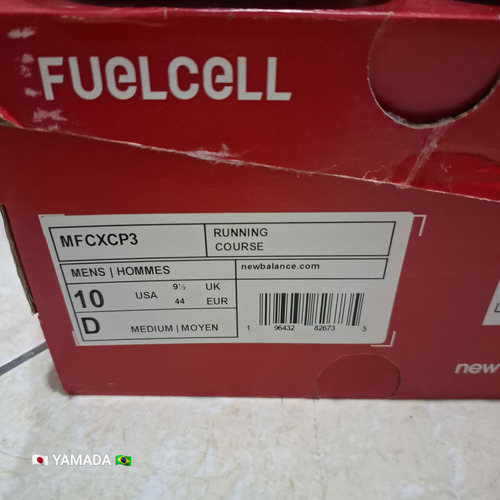 FUELCELL
MFCXCP3
RUNNING
COURSE
MENS | HOMMES
newbalance.com
10 USA 9½ UK
44 EUR
D MEDIUM | MOYEN
1 96432 82673 5
new
🇯🇵 YAMADA 🇧🇷